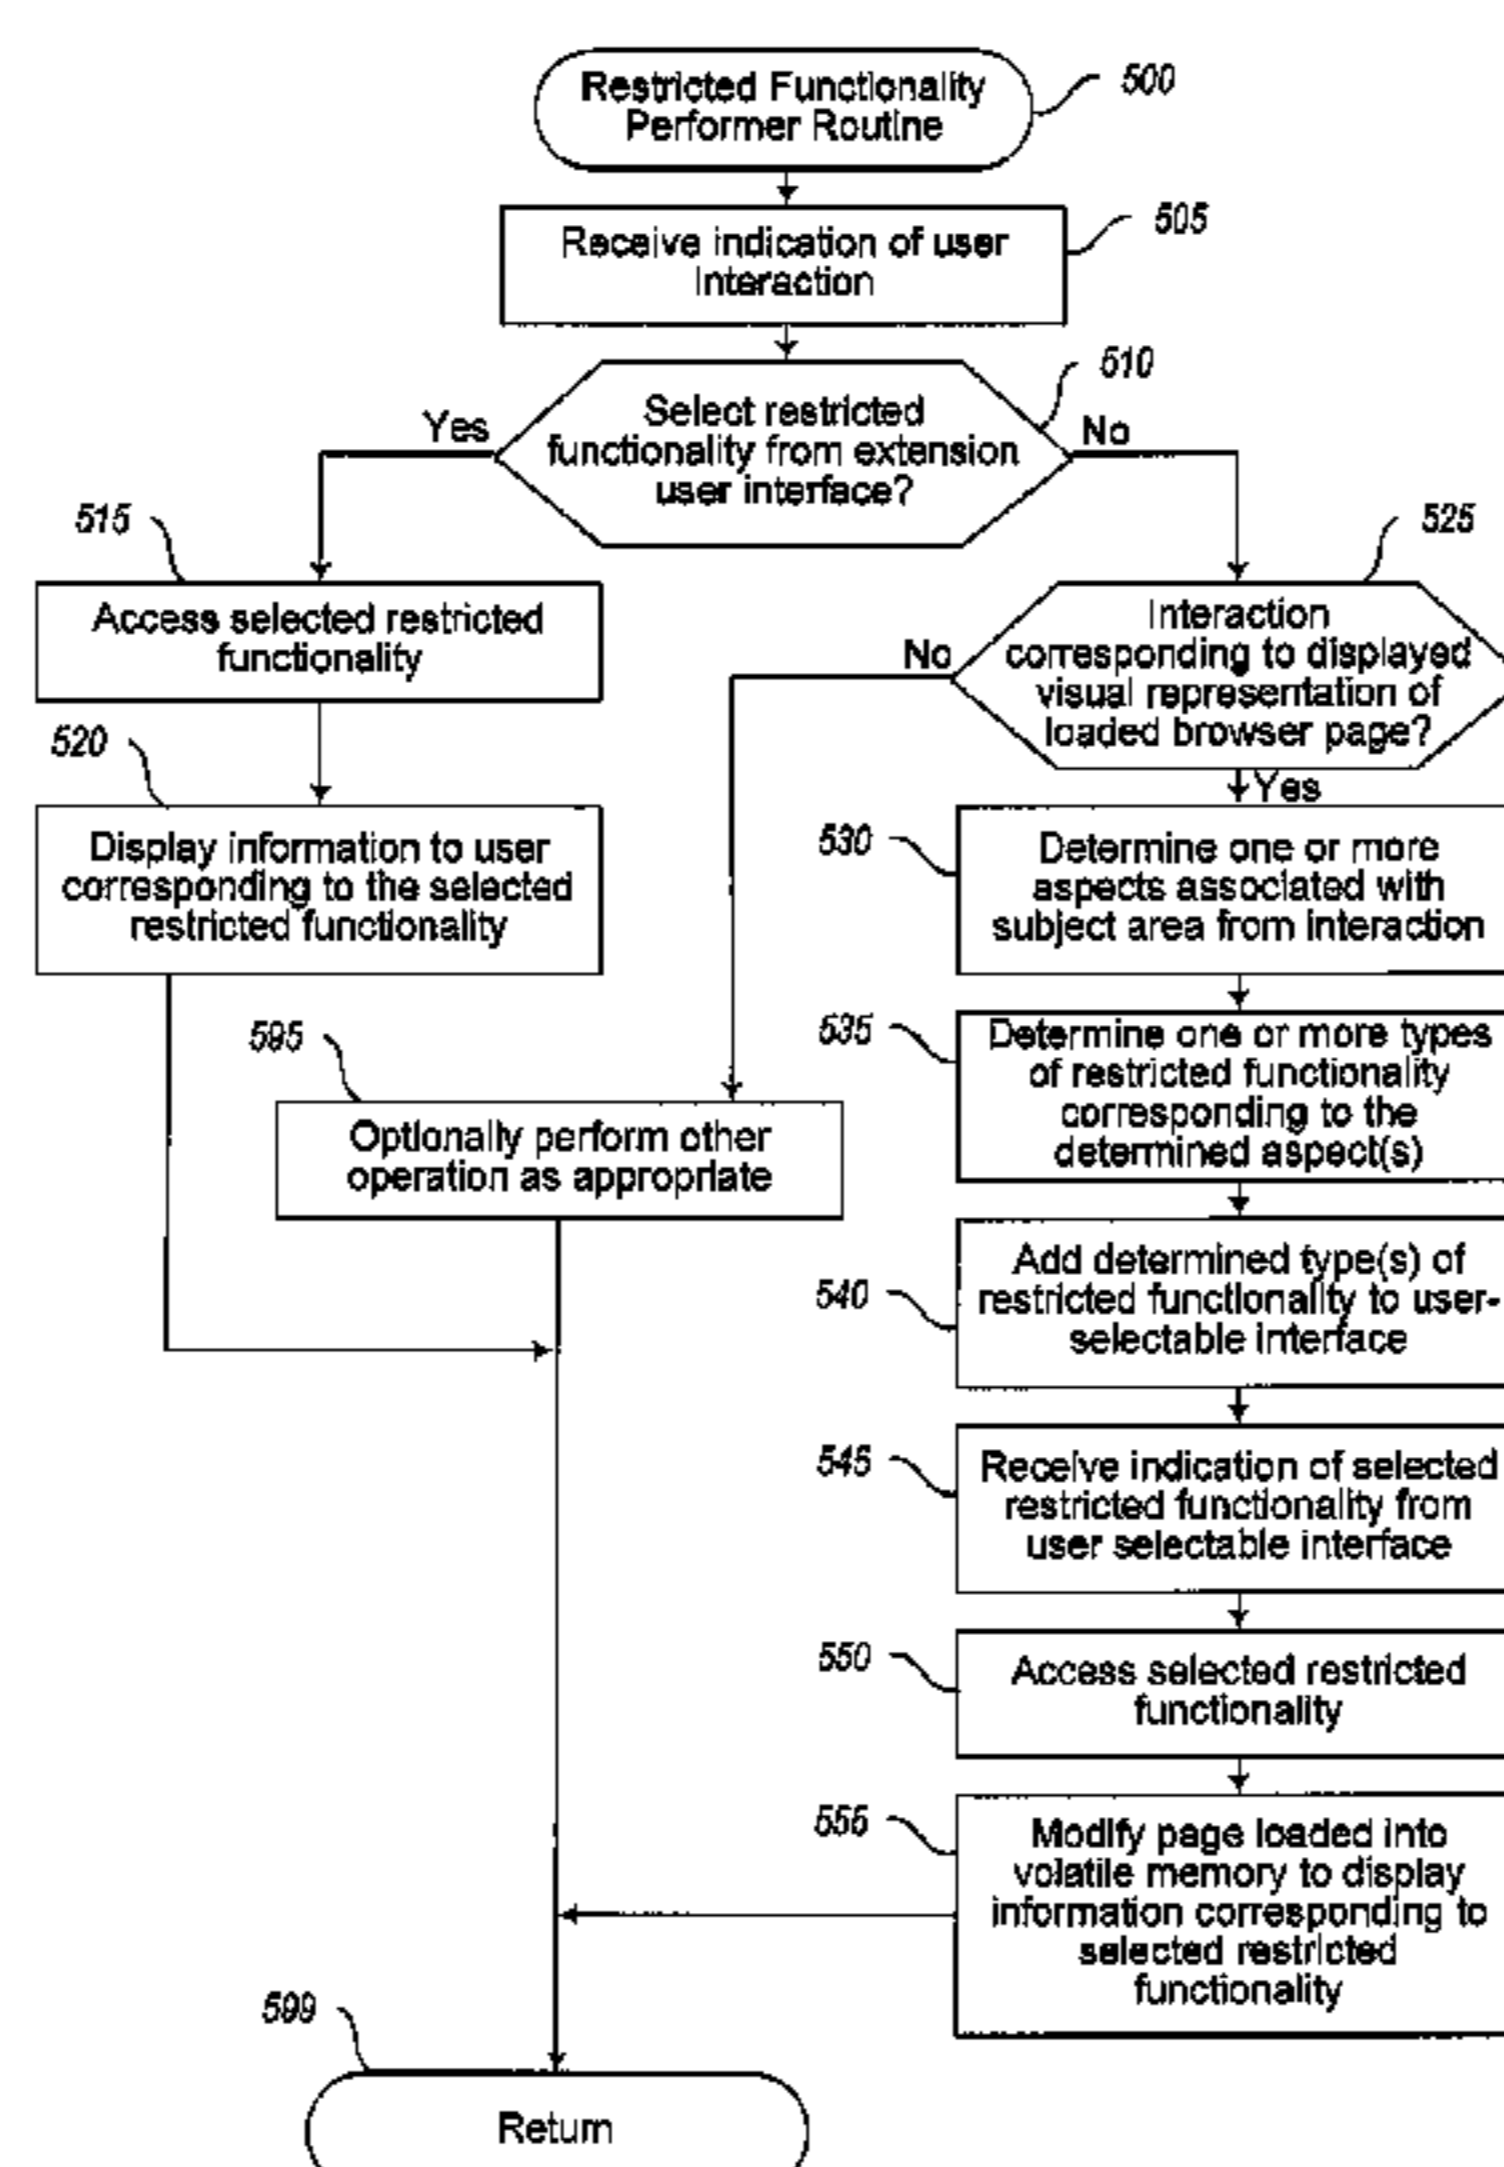 Restricted Functionality
Performer Routine
500
Receive indication of user
Interaction
505
Select restricted
functionality from extension
user interface?
510
Yes
No
515
Access selected restricted
functionality
525
Interaction
corresponding to displayed
visual representation of
loaded browser page?
No
Yes
520
Display information to user
corresponding to the selected
restricted functionality
530
Determine one or more
aspects associated with
subject area from interaction
535
Determine one or more types
of restricted functionality
corresponding to the
determined aspect(s)
595
Optionally perform other
operation as appropriate
540
Add determined type(s) of
restricted functionality to user-
selectable interface
545
Receive indication of selected
restricted functionality from
user selectable interface
550
Access selected restricted
functionality
555
Modify page loaded into
volatile memory to display
information corresponding to
selected restricted
functionality
599
Return